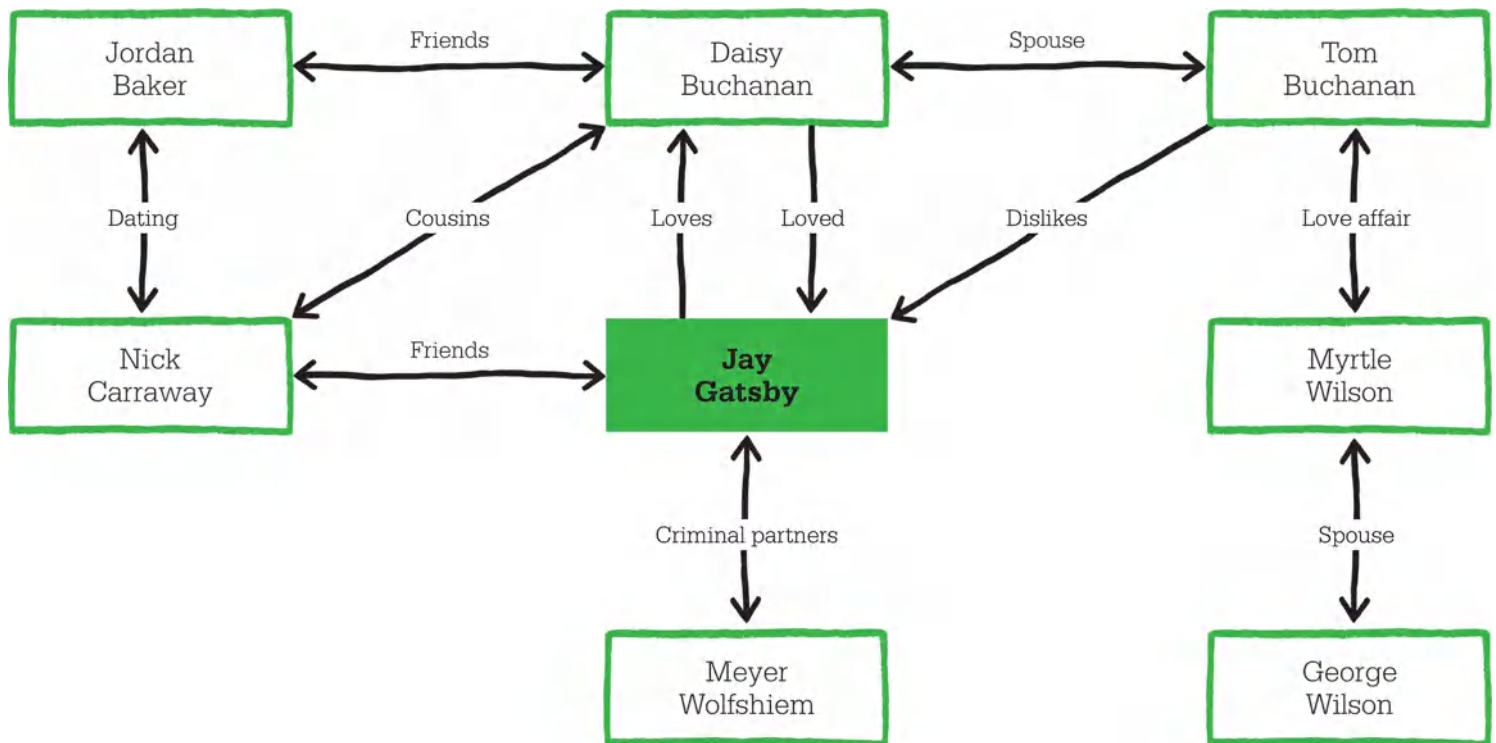 Jordan
Baker
Friends
Daisy
Buchanan
Spouse
Tom
Buchanan
Dating
Cousins
Loves
Loved
Dislikes
Love affair
Nick
Carraway
Friends
Jay
Gatsby
Myrtle
Wilson
Criminal partners
Spouse
Meyer
Wolfshiem
George
Wilson